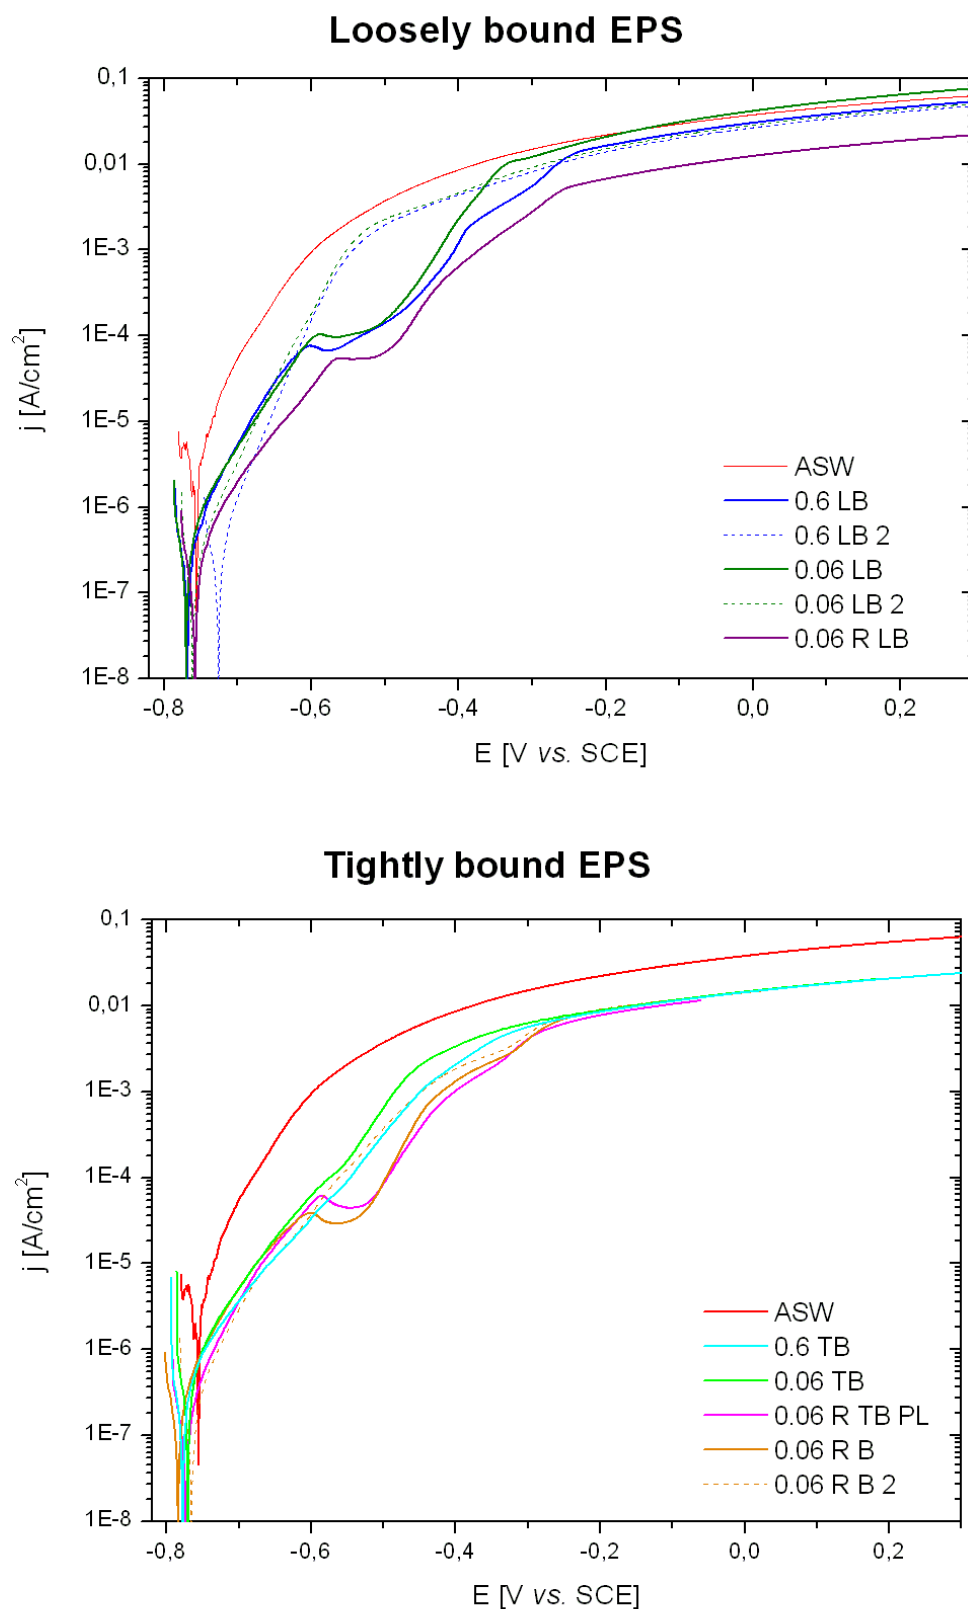 Loosely bound EPS
0,1
0,01
1E-3
1E-4
1E-5
1E-6
1E-7
1E-8
j [A/cm²]
ASW
0.6 LB
0.6 LB 2
0.06 LB
0.06 LB 2
0.06 R LB
-0,8 -0,6 -0,4 -0,2 0,0 0,2
E [V vs. SCE]
Tightly bound EPS
0,1
0,01
1E-3
1E-4
1E-5
1E-6
1E-7
1E-8
j [A/cm²]
ASW
0.6 TB
0.06 TB
0.06 R TB PL
0.06 R B
0.06 R B 2
-0,8 -0,6 -0,4 -0,2 0,0 0,2
E [V vs. SCE]